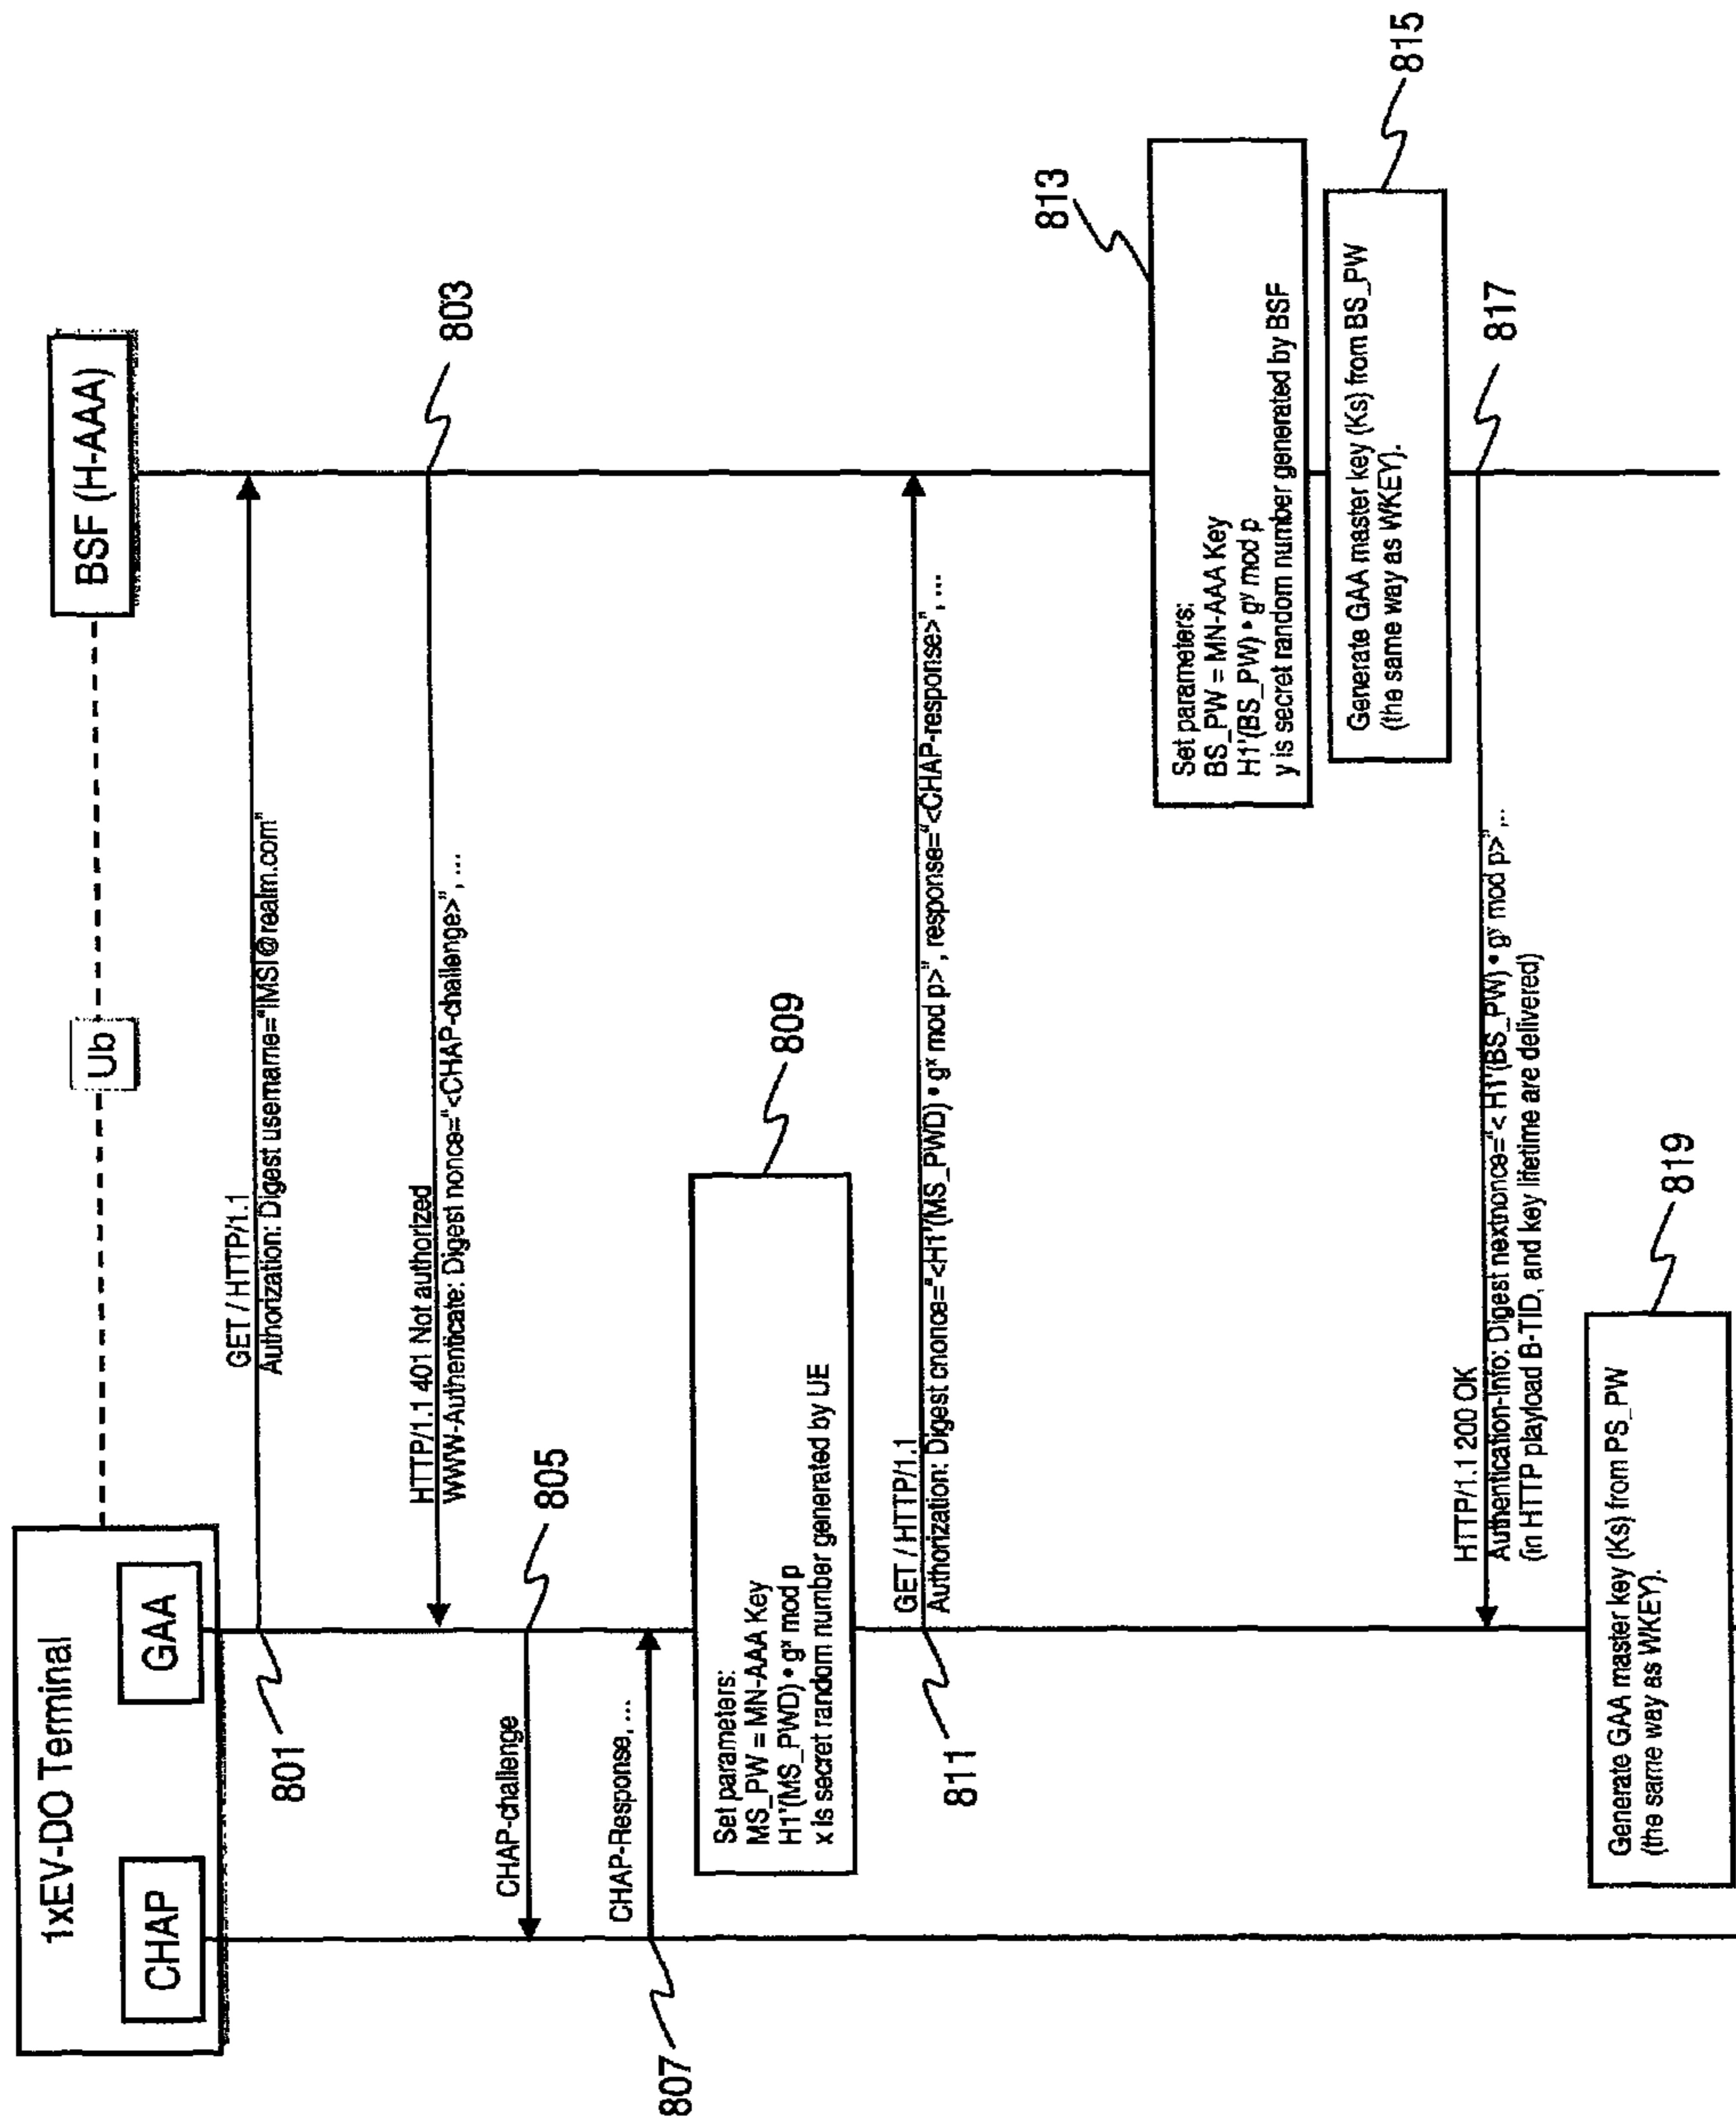 1xEV-DO Terminal
CHAP
GAA
Ub
BSF (H-AAA)
GET / HTTP/1.1
Authorization: Digest username="IMSI@realm.com"
801
HTTP/1.1 401 Not authorized
WWW-Authenticate: Digest nonce="<CHAP-challenge>", ...
803
CHAP-challenge
805
CHAP-Response, ...
807
Set parameters:
MS_PW = MN-AAA Key
H1'(MS_PWD) • gˣ mod p
x is secret random number generated by UE
809
GET / HTTP/1.1
Authorization: Digest cnonce="<H1'(MS_PWD) • gˣ mod p>", response="<CHAP-response>", ...
811
Set parameters:
BS_PW = MN-AAA Key
H1'(BS_PW) • gʸ mod p
y is secret random number generated by BSF
813
Generate GAA master key (Ks) from BS_PW
(the same way as WKEY).
815
HTTP/1.1 200 OK
Authentication-Info: Digest nextnonce="< H1'(BS_PW) • gʸ mod p>", ...
(in HTTP playload B-TID, and key lifetime are delivered)
817
Generate GAA master key (Ks) from PS_PW
(the same way as WKEY).
819